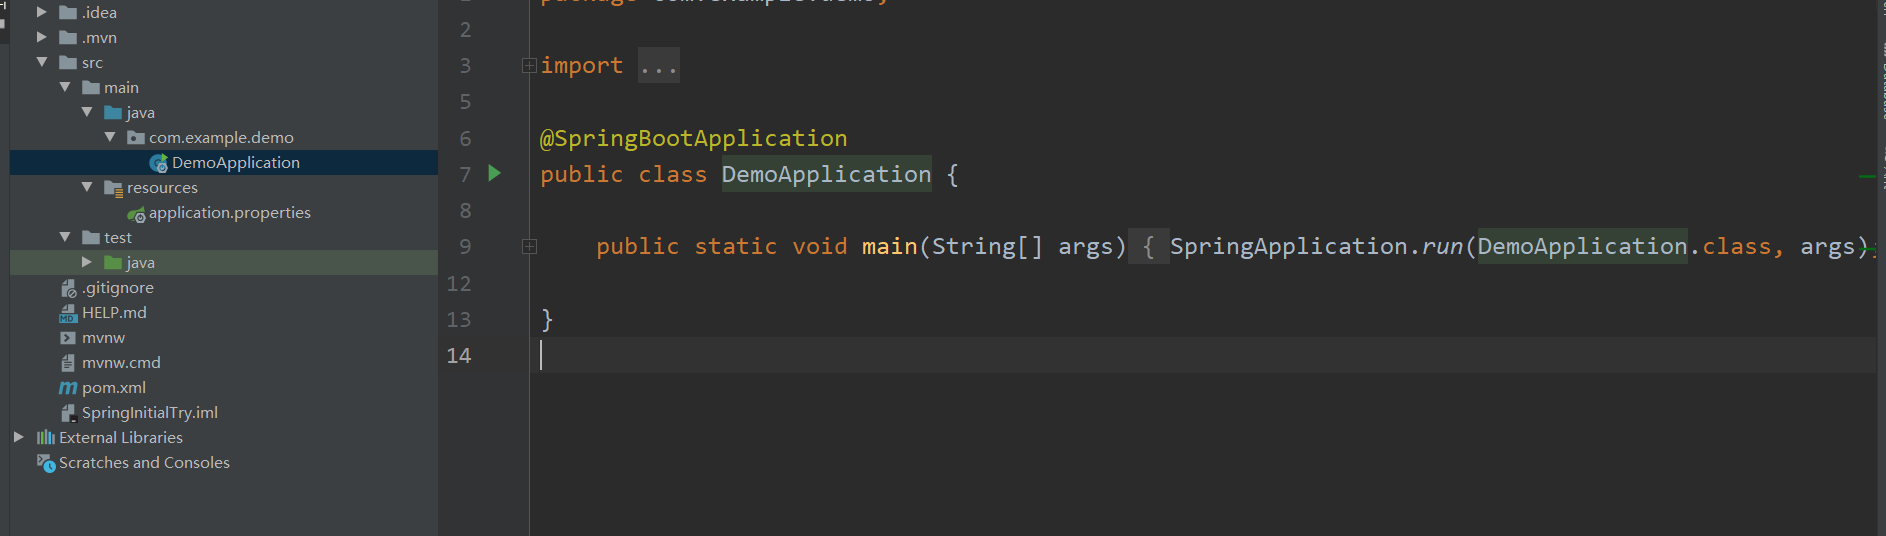 .idea
.mvn
src
main
java
com.example.demo
DemoApplication
resources
application.properties
test
java
.gitignore
HELP.md
mvnw
mvnw.cmd
pom.xml
SpringInitialTry.iml
External Libraries
Scratches and Consoles
2
3 import ...
5
6 @SpringBootApplication
7 public class DemoApplication {
8
9 public static void main(String[] args) { SpringApplication.run(DemoApplication.class, args);
12
13 }
14